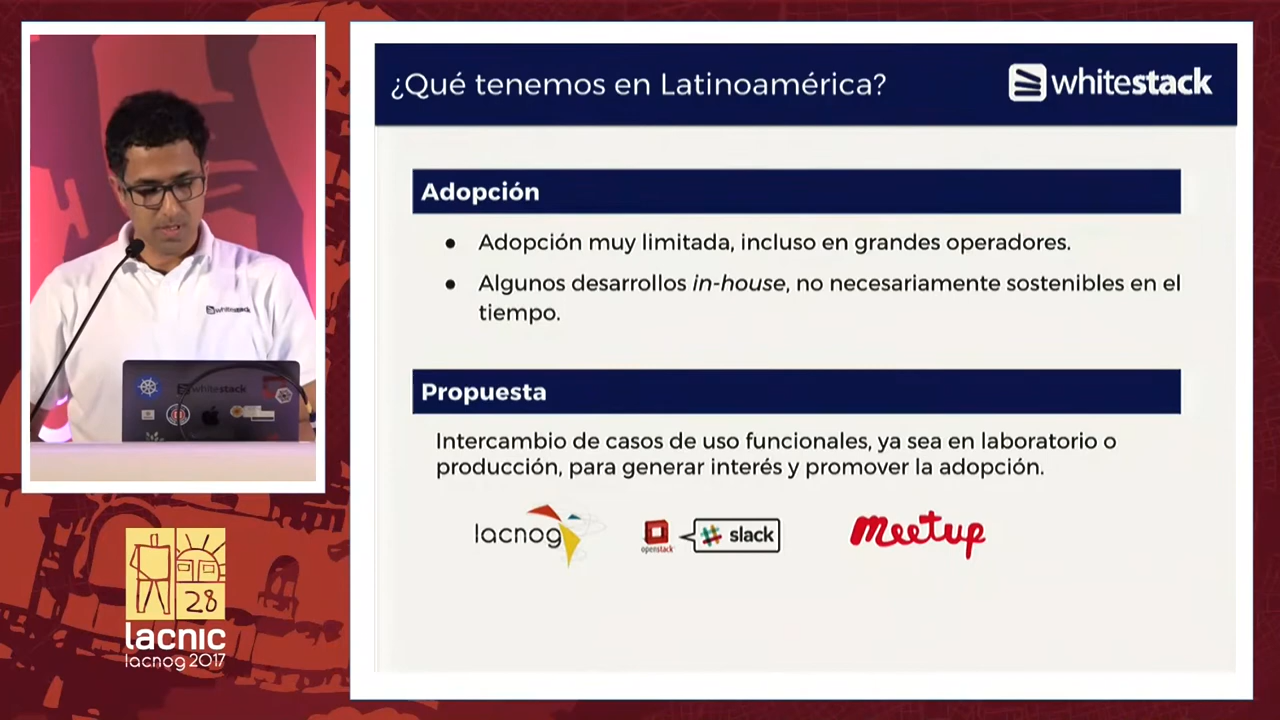 ¿Qué tenemos en Latinoamérica?
whitestack
Adopción
● Adopción muy limitada, incluso en grandes operadores.
● Algunos desarrollos in-house, no necesariamente sostenibles en el
tiempo.
Propuesta
Intercambio de casos de uso funcionales, ya sea en laboratorio o
producción, para generar interés y promover la adopción.
lacnog
openstack
slack
meetup
whitestack
whitestack
28
lacnic
lacnog 2017